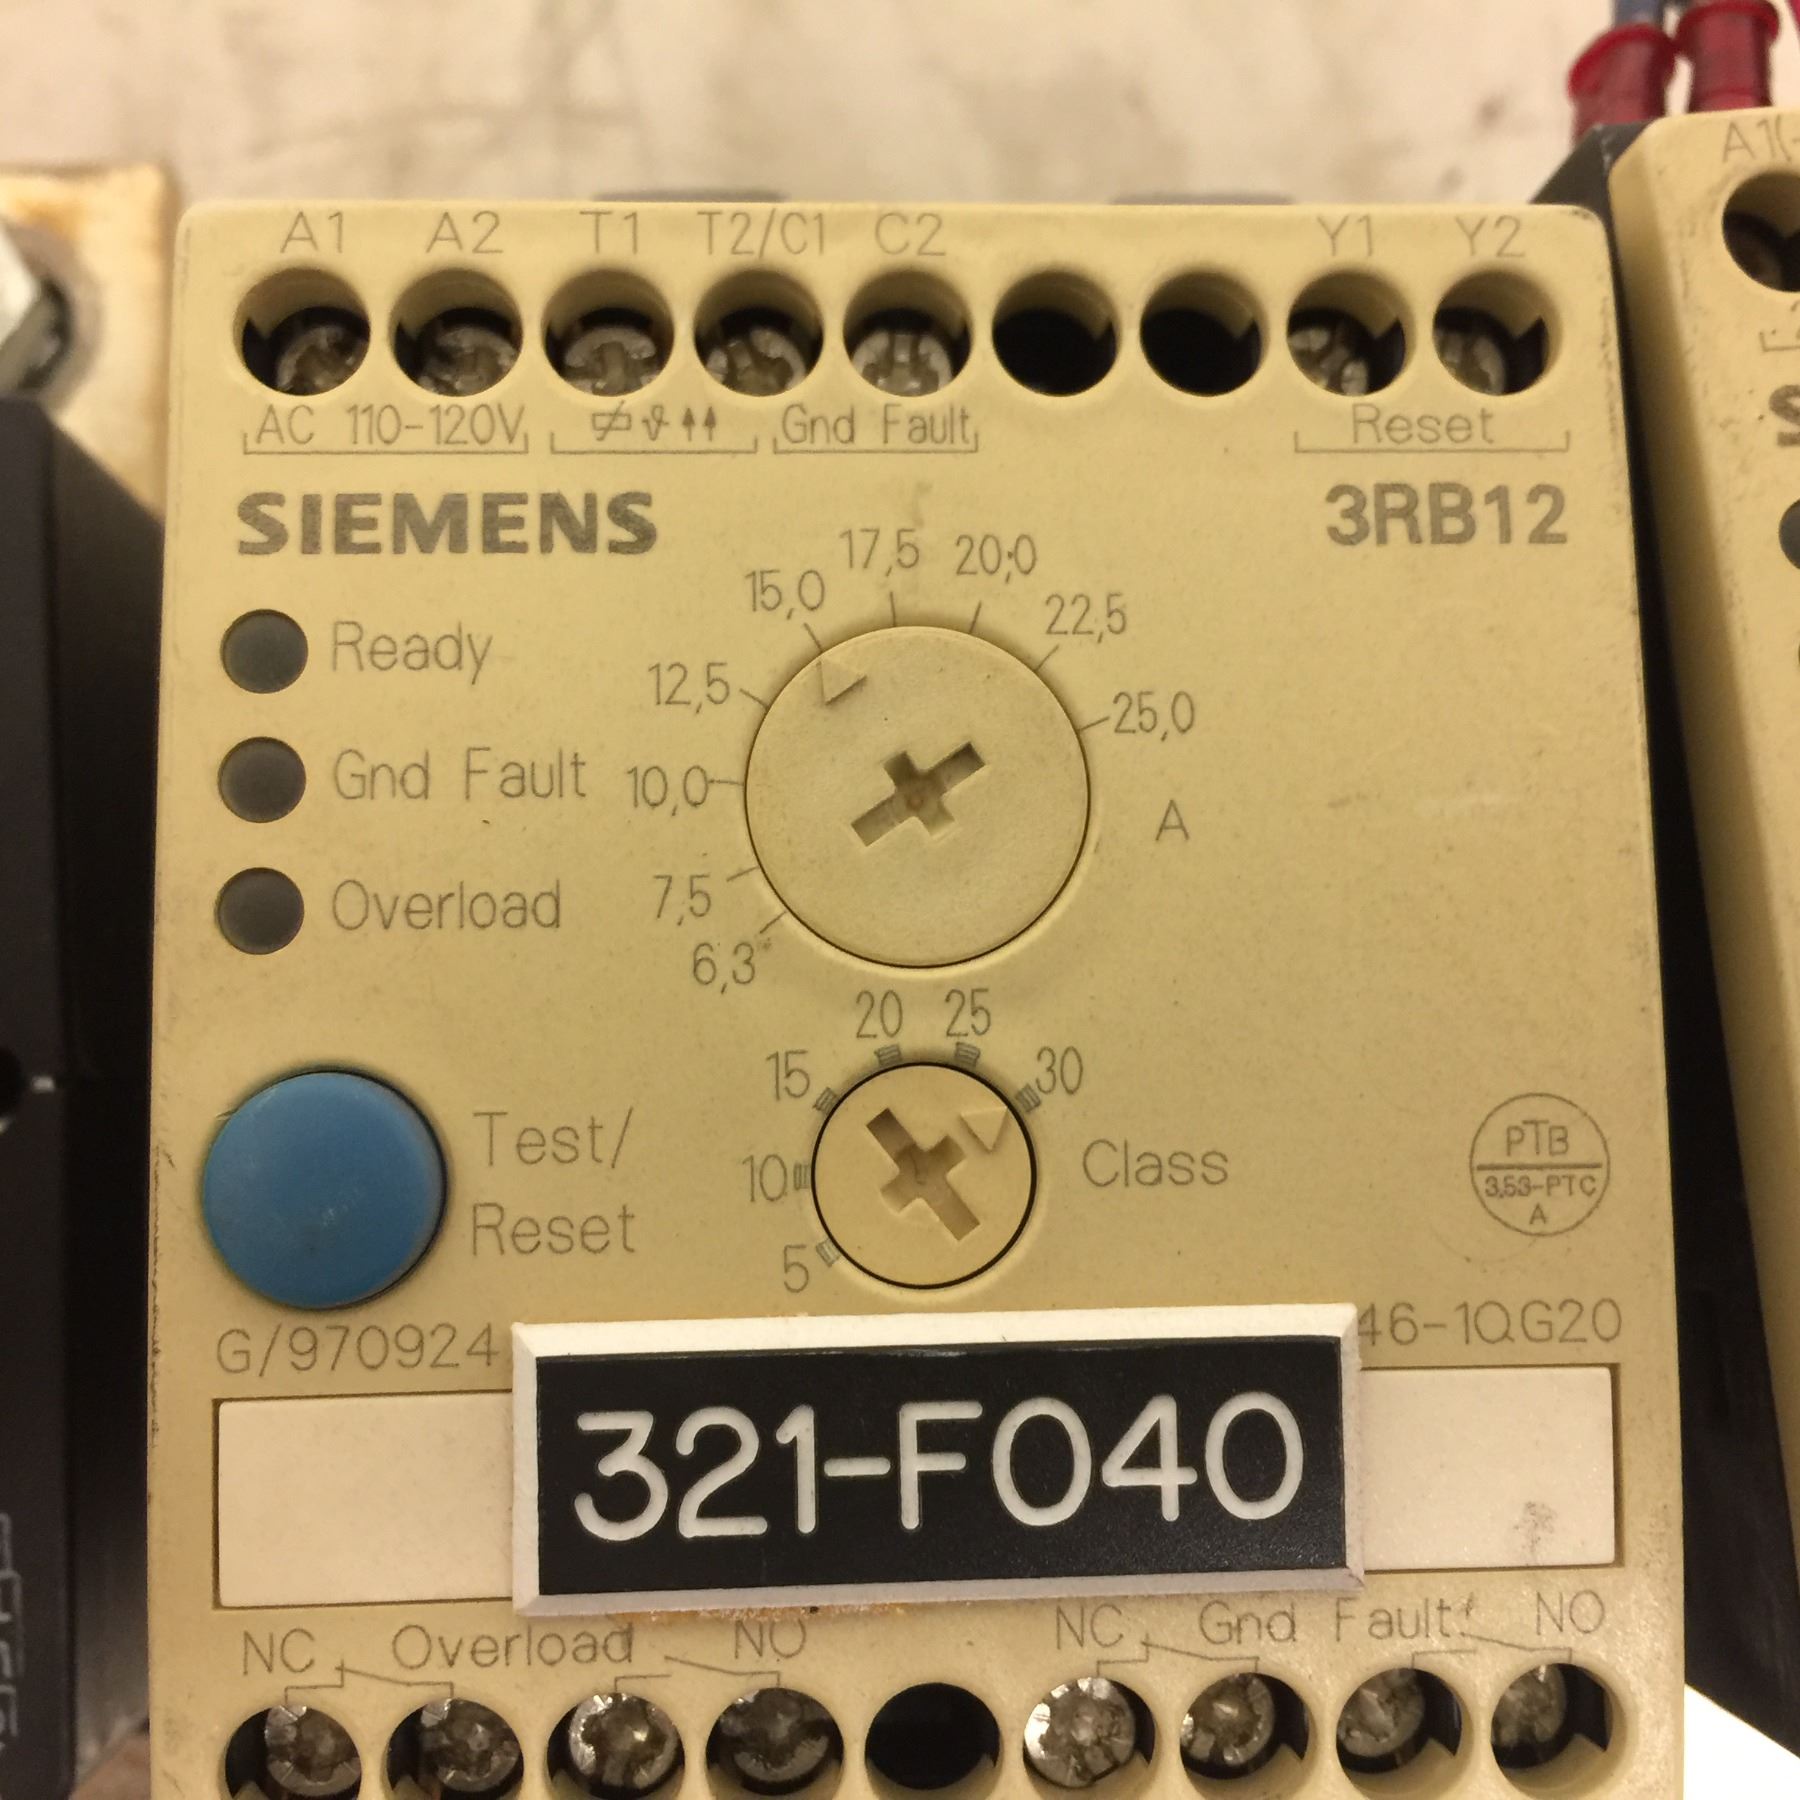 A1 A2 T1 T2/C1 C2 Y1 Y2
AC 110-120V Gnd Fault Reset
SIEMENS 3RB12
17,5 20,0
15,0 22,5
Ready
12,5 25,0
Gnd Fault 10,0 A
Overload 7,5
6,3
20 25
15 30
Test/
Reset
10 Class
5
PTB
3.53-PTC
A
G/970924 46-1QG20
321-F040
NC Overload NO NC Gnd Fault NO
A1